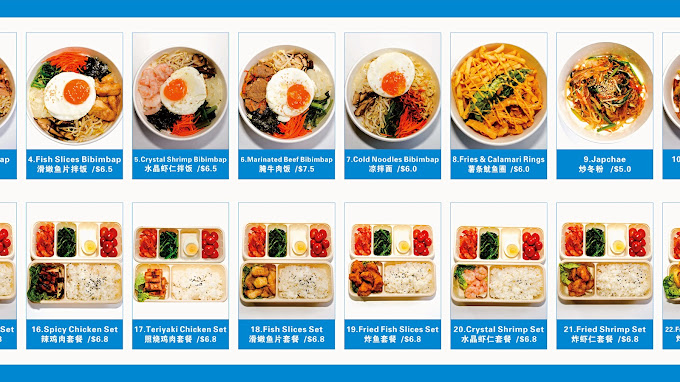 ap
4.Fish Slices Bibimbap
滑嫩鱼片拌饭 /$6.5
5.Crystal Shrimp Bibimbap
水晶虾仁拌饭 /$6.5
6.Marinated Beef Bibimbap
腌牛肉饭 /$7.5
7.Cold Noodles Bibimbap
凉拌面 /$6.0
8.Fries & Calamari Rings
薯条鱿鱼圈 /$6.0
9.Japchae
炒冬粉 /$5.0
10
Set
16.Spicy Chicken Set
辣鸡肉套餐 /$6.8
17.Teriyaki Chicken Set
照烧鸡肉套餐 /$6.8
18.Fish Slices Set
滑嫩鱼片套餐 /$6.8
19.Fried Fish Slices Set
炸鱼套餐 /$6.8
20.Crystal Shrimp Set
水晶虾仁套餐 /$6.8
21.Fried Shrimp Set
炸虾仁套餐 /$6.8
22.F
炸